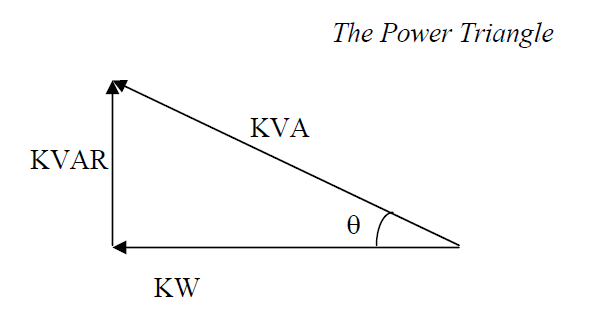 The Power Triangle
KVA
KVAR
θ
KW